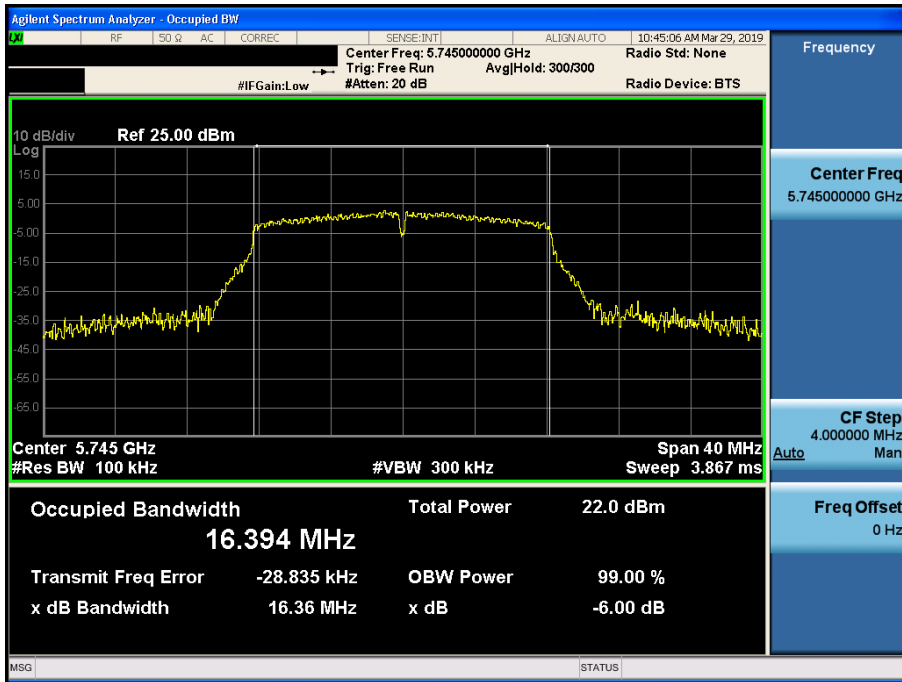 Agilent Spectrum Analyzer - Occupied BW
LXI RF 50 Ω AC CORREC SENSE:INT ALIGN AUTO 10:45:06 AM Mar 29, 2019
Center Freq: 5.745000000 GHz Radio Std: None
Trig: Free Run Avg|Hold: 300/300
#IFGain:Low #Atten: 20 dB Radio Device: BTS
10 dB/div Ref 25.00 dBm
Log
15.0
5.00
-5.00
-15.0
-25.0
-35.0
-45.0
-55.0
-65.0
Center 5.745 GHz Span 40 MHz
#Res BW 100 kHz #VBW 300 kHz Sweep 3.867 ms
Occupied Bandwidth Total Power 22.0 dBm
16.394 MHz
Transmit Freq Error -28.835 kHz OBW Power 99.00 %
x dB Bandwidth 16.36 MHz x dB -6.00 dB
MSG STATUS
Frequency
Center Freq
5.745000000 GHz
CF Step
4.000000 MHz
Auto Man
Freq Offset
0 Hz